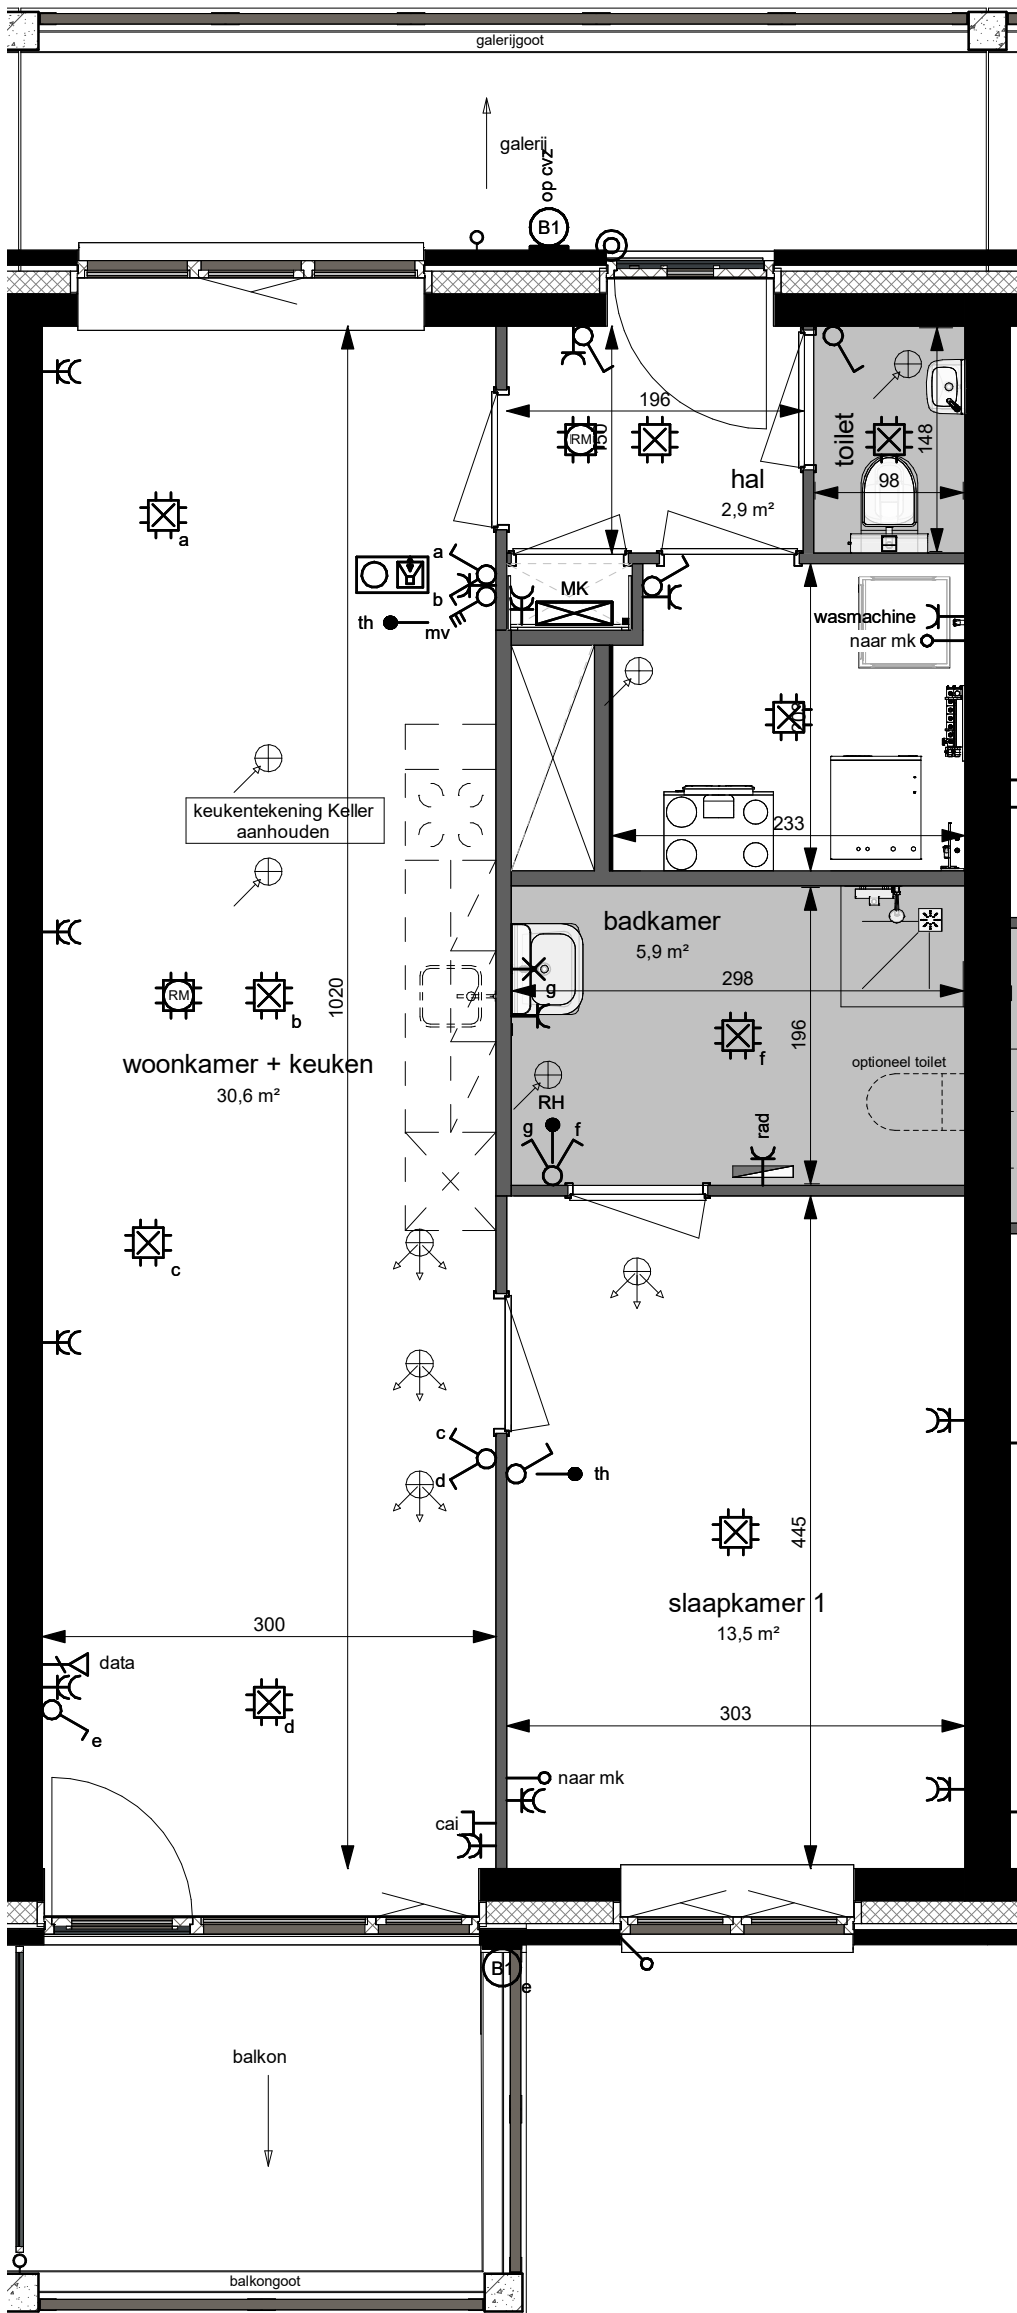 galerijgoot
galerij
op cvz
B1
196
RM
toilet
148
98
hal
2,9 m²
a
a
b
th
mv
MK
wasmachine
naar mk
keukentekening Keller
aanhouden
233
badkamer
5,9 m²
298
g
1020
RM
b
196
f
woonkamer + keuken
30,6 m²
optioneel toilet
RH
g
f
rad
c
c
d
th
445
slaapkamer 1
13,5 m²
300
data
e
d
303
naar mk
cai
B1
e
balkon
balkongoot